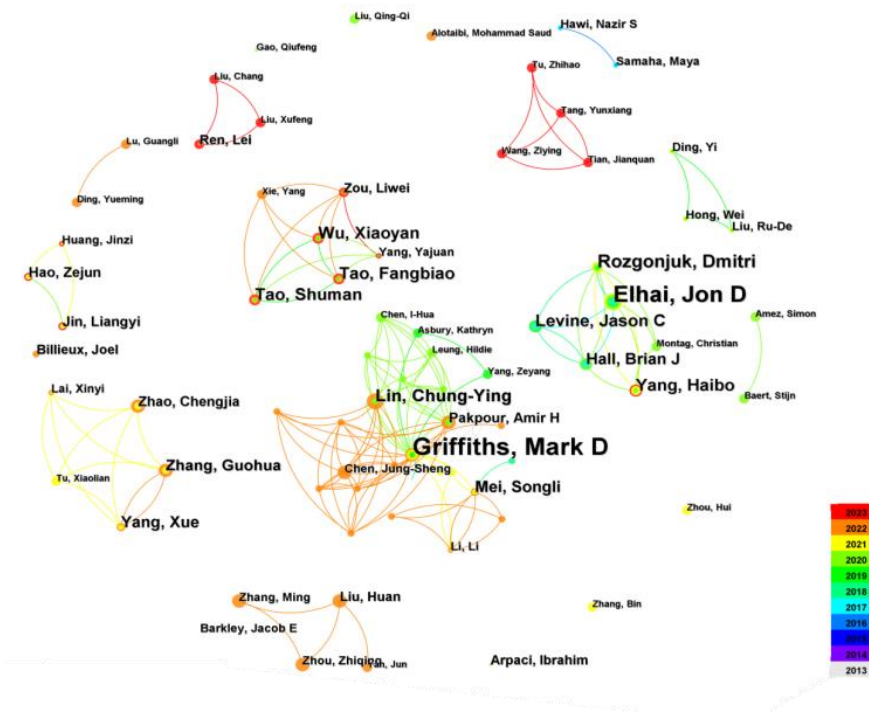 Liu, Qing-Qi
Alotaibi, Mohammad Saud
Hawi, Nazir S
Gao, Qiufeng
Samaha, Maya
Tu, Zhihao
Liu, Chang
Tang, Yunxiang
Liu, Xufeng
Ren, Lei
Lu, Guangli
Wang, Ziying
Tian, Jianquan
Ding, Yi
Ding, Yueming
Xie, Yang
Zou, Liwei
Hong, Wei
Liu, Ru-De
Wu, Xiaoyan
Huang, Jinzi
Yang, Yajuan
Hao, Zejun
Tao, Fangbiao
Tao, Shuman
Rozgonjuk, Dmitri
Elhai, Jon D
Chen, I-Hua
Levine, Jason C
Amez, Simon
Jin, Liangyi
Asbury, Kathryn
Billieux, Joel
Leung, Hildie
Montag, Christian
Hall, Brian J
Yang, Zeyang
Lai, Xinyi
Yang, Haibo
Baert, Stijn
Zhao, Chengjia
Lin, Chung-Ying
Pakpour, Amir H
Griffiths, Mark D
Zhang, Guohua
Chen, Jung-Sheng
Tu, Xiaolian
Mei, Songli
Zhou, Hui
Yang, Xue
Li, Li
Zhang, Ming
Liu, Huan
Zhang, Bin
Barkley, Jacob E
Arpaci, Ibrahim
Zhou, Zhiqing
2023
2022
2021
2020
2019
2018
2017
2016
2015
2014
2013